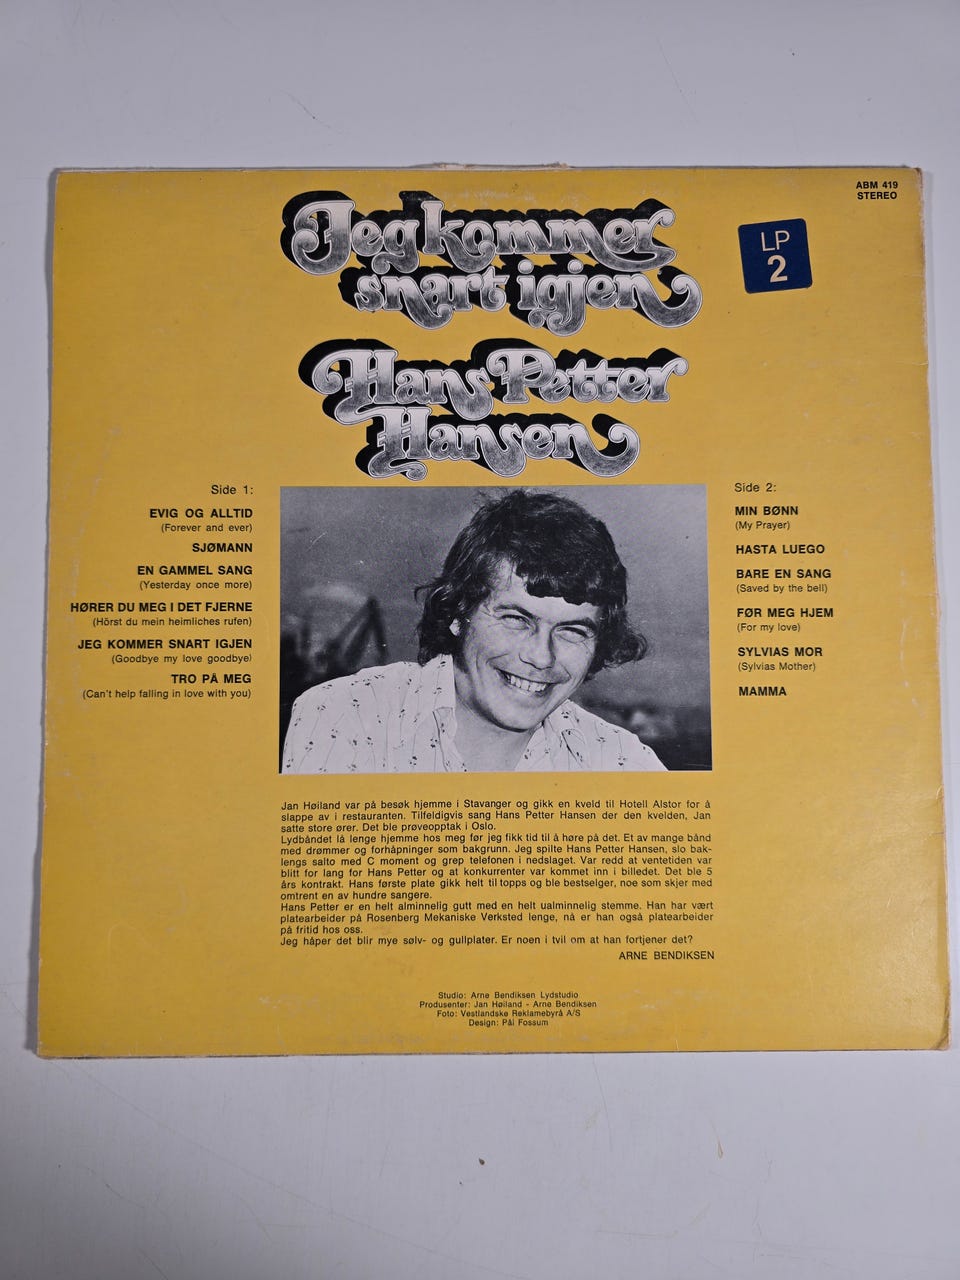 ABM 419
STEREO
LP
2
Jeg kommer
snart igjen
Hans Petter
Hansen
Side 1:
EVIG OG ALLTID
(Forever and ever)
SJØMANN
EN GAMMEL SANG
(Yesterday once more)
HØRER DU MEG I DET FJERNE
(Hörst du mein heimliches rufen)
JEG KOMMER SNART IGJEN
(Goodbye my love goodbye)
TRO PÅ MEG
(Can't help falling in love with you)
Side 2:
MIN BØNN
(My Prayer)
HASTA LUEGO
BARE EN SANG
(Saved by the bell)
FØR MEG HJEM
(For my love)
SYLVIAS MOR
(Sylvias Mother)
MAMMA
Jan Høiland var på besøk hjemme i Stavanger og gikk en kveld til Hotell Alstor for å
slappe av i restauranten. Tilfeldigvis sang Hans Petter Hansen der den kvelden, Jan
satte store ører. Det ble prøveopptak i Oslo.
Lydbåndet lå lenge hjemme hos meg før jeg fikk tid til å høre på det. Et av mange bånd
med drømmer og forhåpninger som bakgrunn. Jeg spilte Hans Petter Hansen, slo bak-
lengs salto med C moment og grep telefonen i nedslaget. Var redd at ventetiden var
blitt for lang for Hans Petter og at konkurrenter var kommet inn i billedet. Det ble 5
års kontrakt. Hans første plate gikk helt til topps og ble bestselger, noe som skjer med
omtrent en av hundre sangere.
Hans Petter er en helt alminnelig gutt med en helt ualminnelig stemme. Han har vært
platearbeider på Rosenberg Mekaniske Verksted lenge, nå er han også platearbeider
på fritid hos oss.
Jeg håper det blir mye sølv- og gullplater. Er noen i tvil om at han fortjener det?
ARNE BENDIKSEN
Studio: Arne Bendiksen Lydstudio
Produsenter: Jan Høiland - Arne Bendiksen
Foto: Vestlandske Reklamebyrå A/S
Design: Pål Fossum